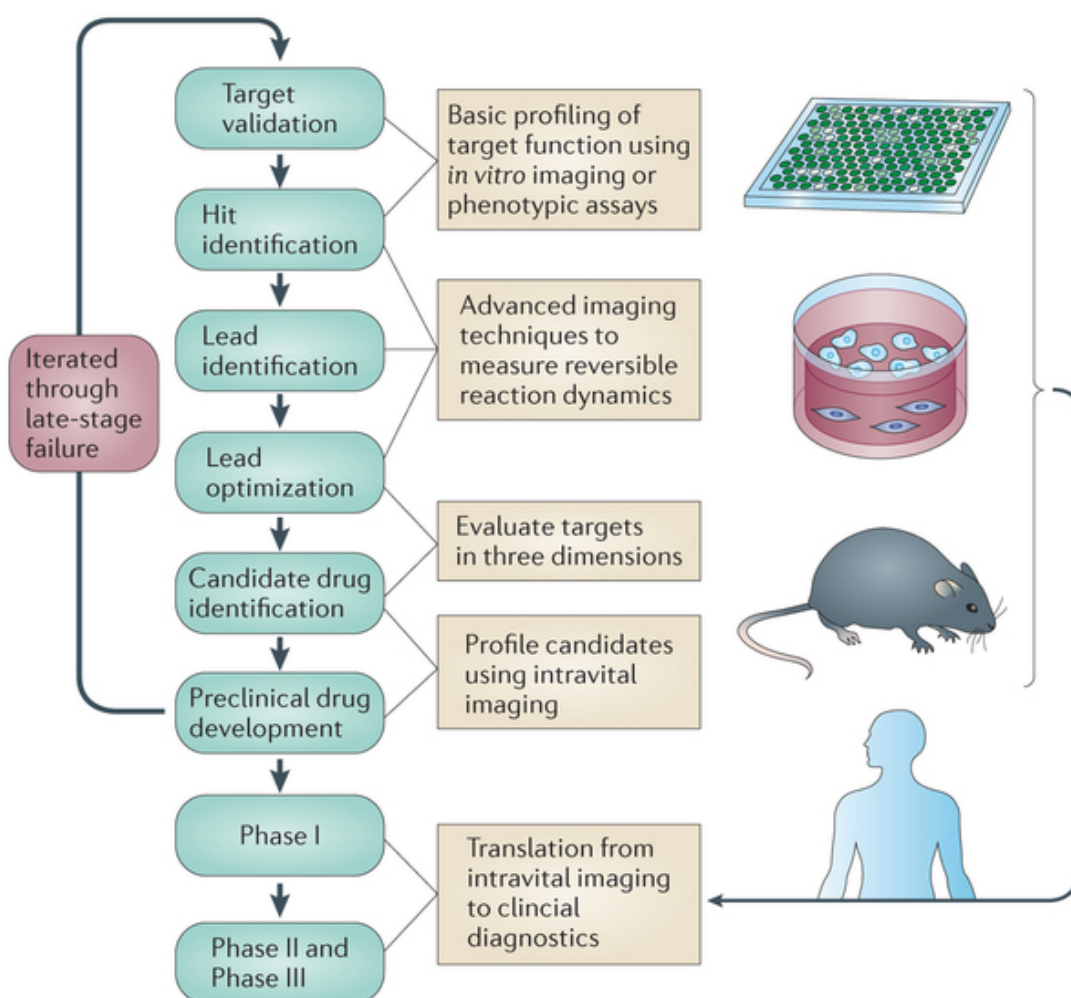 Target
validation
Hit
identification
Lead
identification
Lead
optimization
Candidate drug
identification
Preclinical drug
development
Phase I
Phase II and
Phase III
Iterated
through
late-stage
failure
Basic profiling of
target function using
in vitro imaging or
phenotypic assays
Advanced imaging
techniques to
measure reversible
reaction dynamics
Evaluate targets
in three dimensions
Profile candidates
using intravital
imaging
Translation from
intravital imaging
to clincial
diagnostics